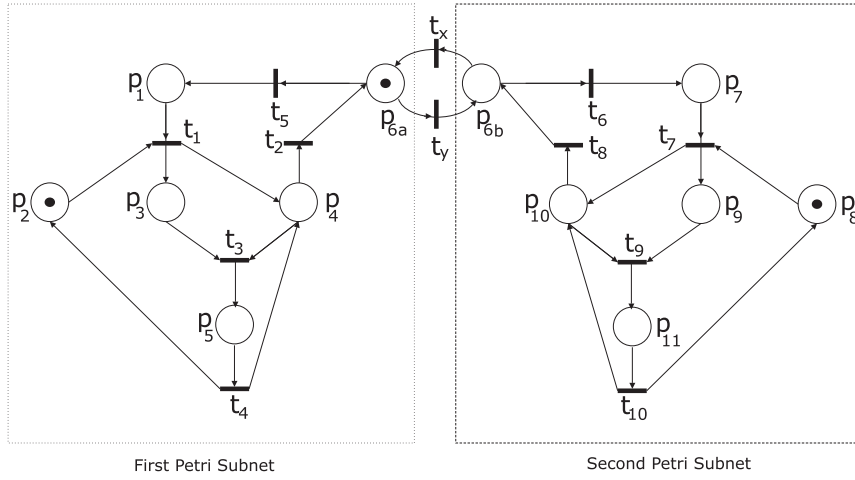 tx
p1
t5
p6a
ty
p6b
t6
p7
t1
t2
t8
t7
p2
p3
p4
p10
p9
p8
t3
t9
p5
p11
t4
t10
First Petri Subnet
Second Petri Subnet